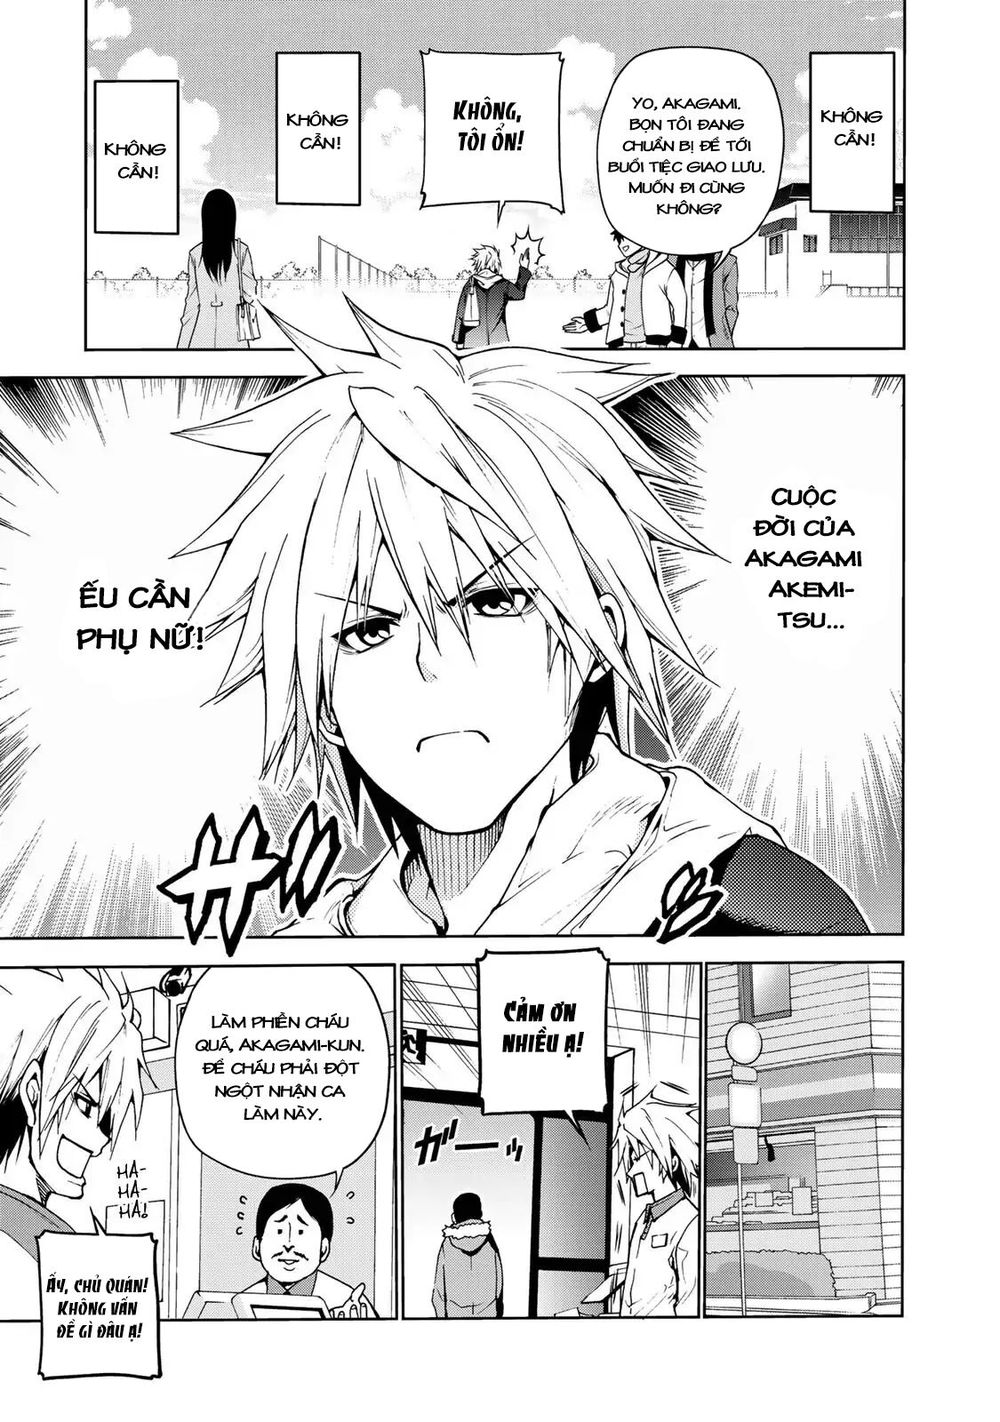 KHÔNG
CẦN!
YO, AKAGAMI.
BỌN TÔI ĐANG
CHUẨN BỊ ĐỂ TỚI
BUỔI TIỆC GIAO LƯU.
MUỐN ĐI CÙNG
KHÔNG?
KHÔNG,
TÔI ỔN!
KHÔNG
CẦN!
KHÔNG
CẦN!
CUỘC
ĐỜI CỦA
AKAGAMI
AKEMI-
TSU...
ẾU CẦN
PHỤ NỮ!
CẢM ƠN
NHIỀU Ạ!
ガーッ
LÀM PHIỀN CHÁU
QUÁ, AKAGAMI-KUN.
ĐỂ CHÁU PHẢI ĐỘT
NGỘT NHẬN CA
LÀM NÀY.
HA-
HA-
HA!
ẤY, CHỦ QUÁN!
KHÔNG VẤN
ĐỀ GÌ ĐÂU Ạ!